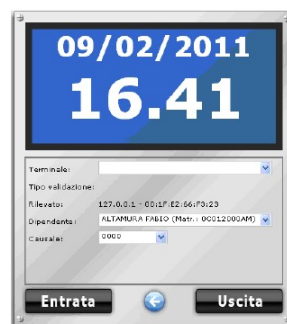 09/02/2011
16.41
Terminale:
Tipo validazione:
Rilevato: 127.0.0.1 - 00:1F:E2:66:F3:23
Dipendente: ALTAMURA FABIO (Matr.: 0C012000AM)
Causale: 0000
Entrata Uscita